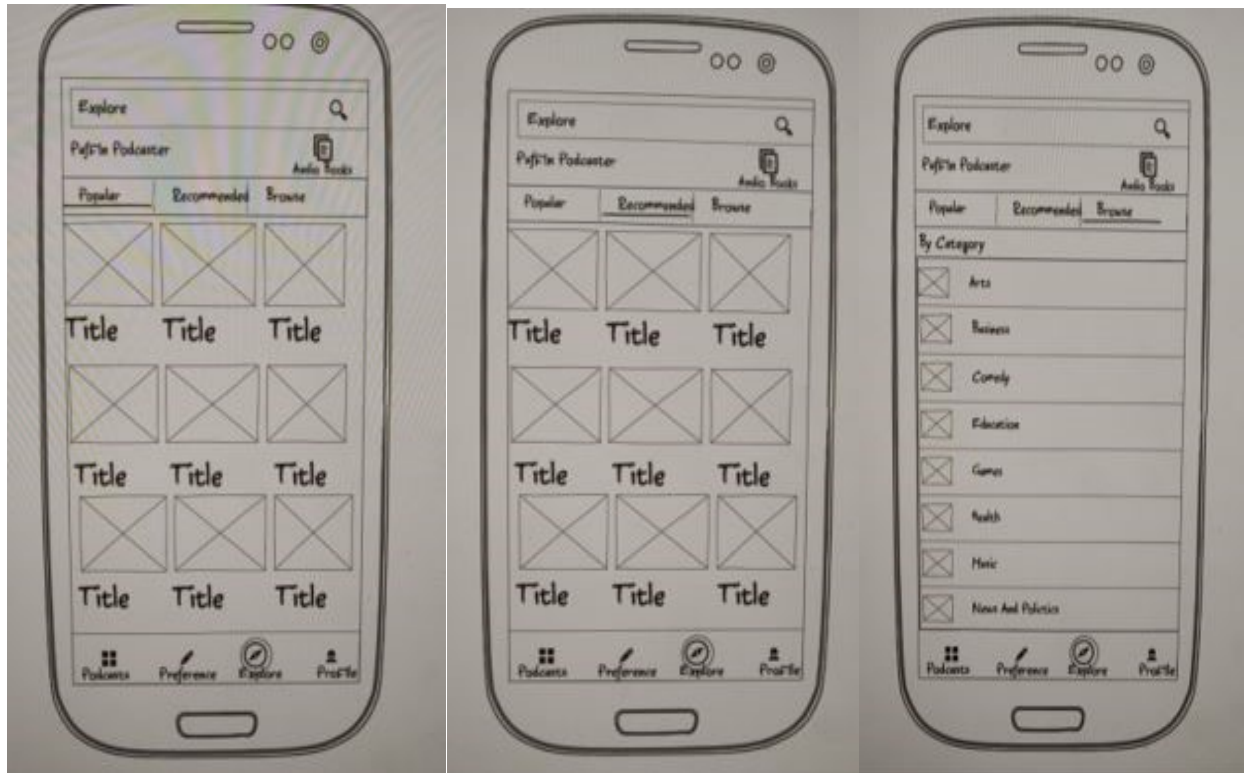 Explore
Puffin Podcaster
Audio Books
Popular Recommended Browse
Title Title Title
Title Title Title
Title Title Title
Podcasts Preference Explore Profile
Explore
Puffin Podcaster
Audio Books
Popular Recommended Browse
Title Title Title
Title Title Title
Title Title Title
Podcasts Preference Explore Profile
Explore
Puffin Podcaster
Audio Books
Popular Recommended Browse
By Category
Arts
Business
Comedy
Education
Games
Health
Music
News And Politics
Podcasts Preference Explore Profile